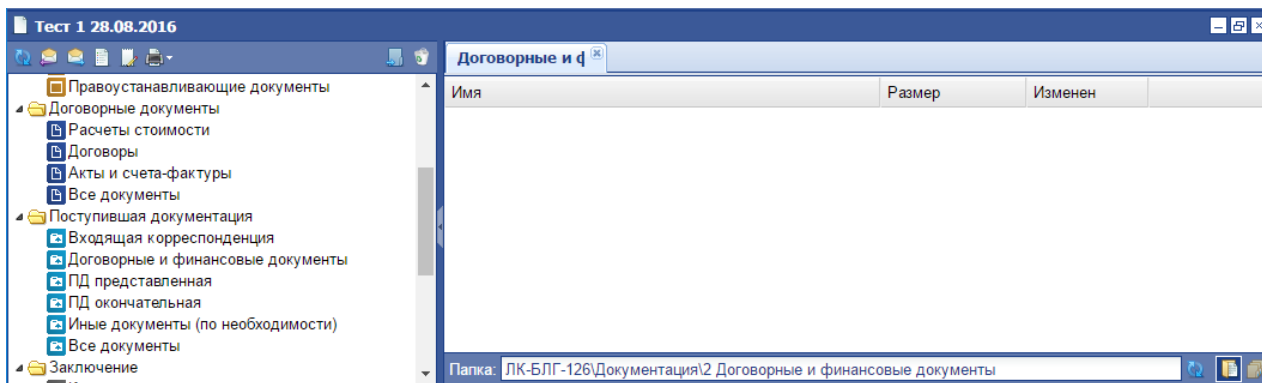 Тест 1 28.08.2016
Правоустанавливающие документы
Договорные документы
Расчеты стоимости
Договоры
Акты и счета-фактуры
Все документы
Поступившая документация
Входящая корреспонденция
Договорные и финансовые документы
ПД представленная
ПД окончательная
Иные документы (по необходимости)
Все документы
Заключение
Договорные и ф
Имя Размер Изменен
Папка: ЛК-БЛГ-126\Документация\2 Договорные и финансовые документы